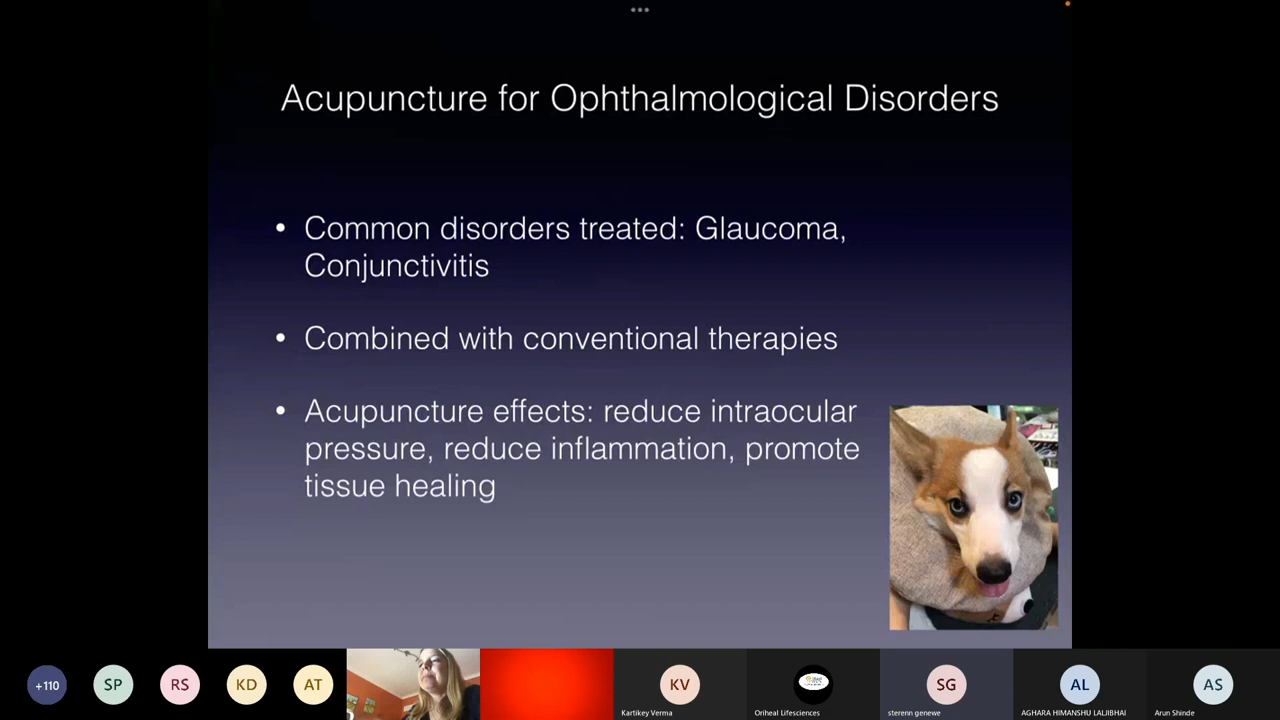 Acupuncture for Ophthalmological Disorders
• Common disorders treated: Glaucoma,
Conjunctivitis
• Combined with conventional therapies
• Acupuncture effects: reduce intraocular
pressure, reduce inflammation, promote
tissue healing
+110
SP
RS
KD
AT
KV
SG
AL
AS
Kartikey Verma
Oriheal Lifesciences
sterenn genewe
AGHARA HIMANSHU LALJIBHAI
Arun Shinde